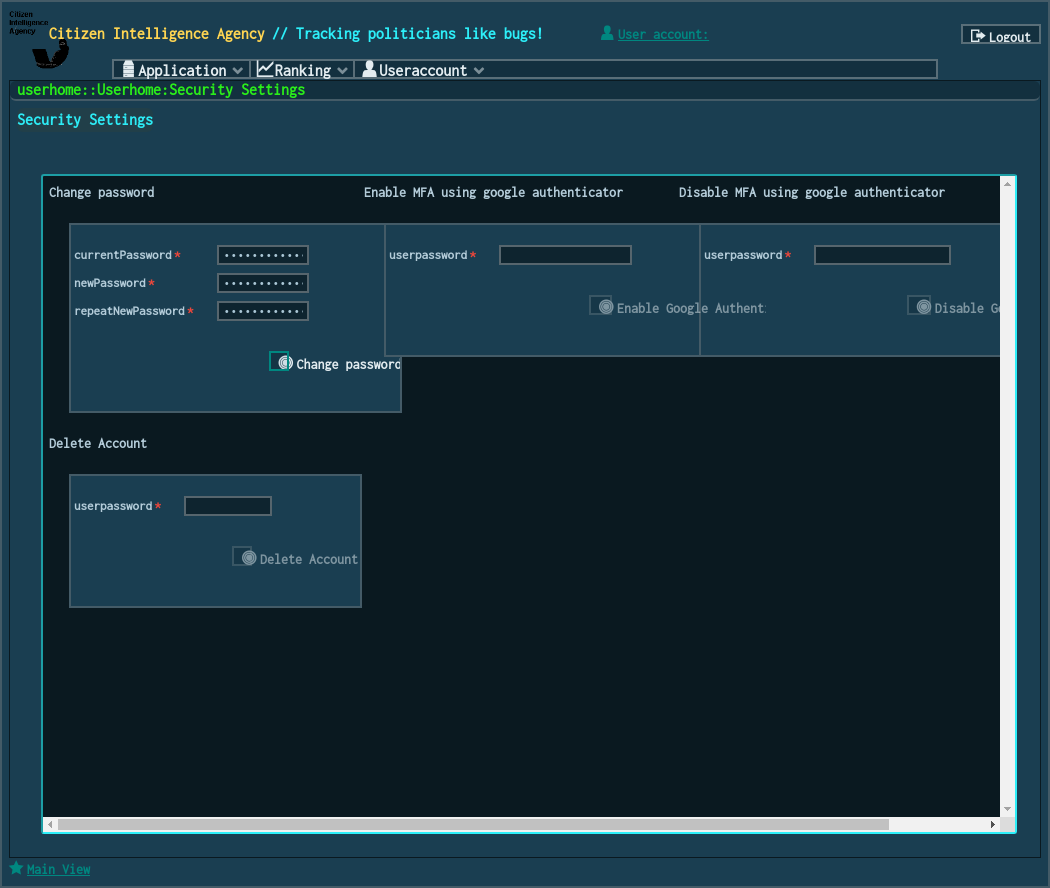 Citizen
Intelligence
Agency
Citizen Intelligence Agency // Tracking politicians like bugs!
User account:
Logout
Application Ranking Useraccount
userhome::Userhome:Security Settings
Security Settings
Change password Enable MFA using google authenticator Disable MFA using google authenticator
currentPassword* ············ userpassword* userpassword*
newPassword* ············
repeatNewPassword* ············
Enable Google Authent Disable G
Change password
Delete Account
userpassword*
Delete Account
Main View